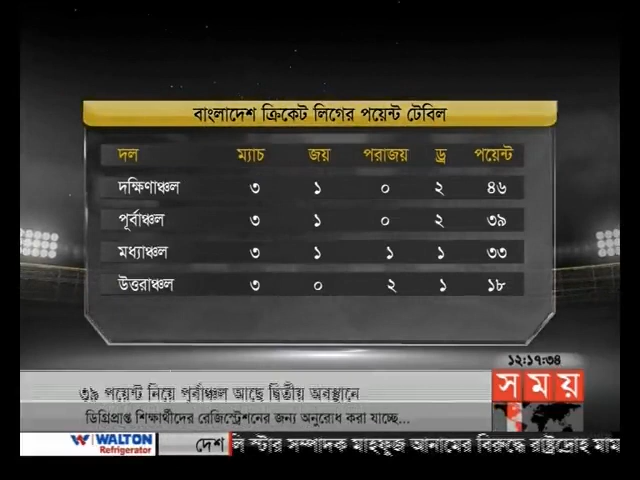 বাংলাদেশ ক্রিকেট লিগের পয়েন্ট টেবিল
দল ম্যাচ জয় পরাজয় ড্র পয়েন্ট
দক্ষিণাঞ্চল ৩ ১ ০ ২ ৪৬
পূর্বাঞ্চল ৩ ১ ০ ২ ৩৯
মধ্যাঞ্চল ৩ ১ ১ ১ ৩৩
উত্তরাঞ্চল ৩ ০ ২ ১ ১৮
১২:১৭:৩৪
সময়
৩৯ পয়েন্ট নিয়ে পূর্বাঞ্চল আছে দ্বিতীয় অবস্থানে
ডিগ্রিপ্রাপ্ত শিক্ষার্থীদের রেজিস্ট্রেশনের জন্য অনুরোধ করা যাচ্ছে...
WALTON
Refrigerator
দেশ লি স্টার সম্পাদক মাহফুজ আনামের বিরুদ্ধে রাষ্ট্রদ্রোহ মাম